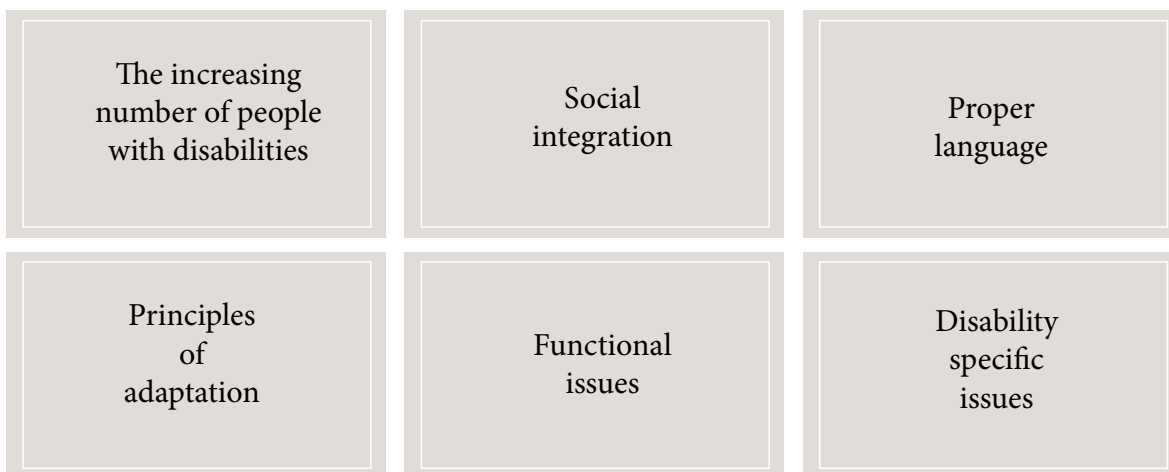 The increasing
number of people
with disabilities
Social
integration
Proper
language
Principles
of
adaptation
Functional
issues
Disability
specific
issues